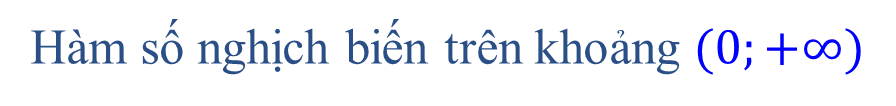 Hàm số nghịch biến trên khoảng (0; +∞)